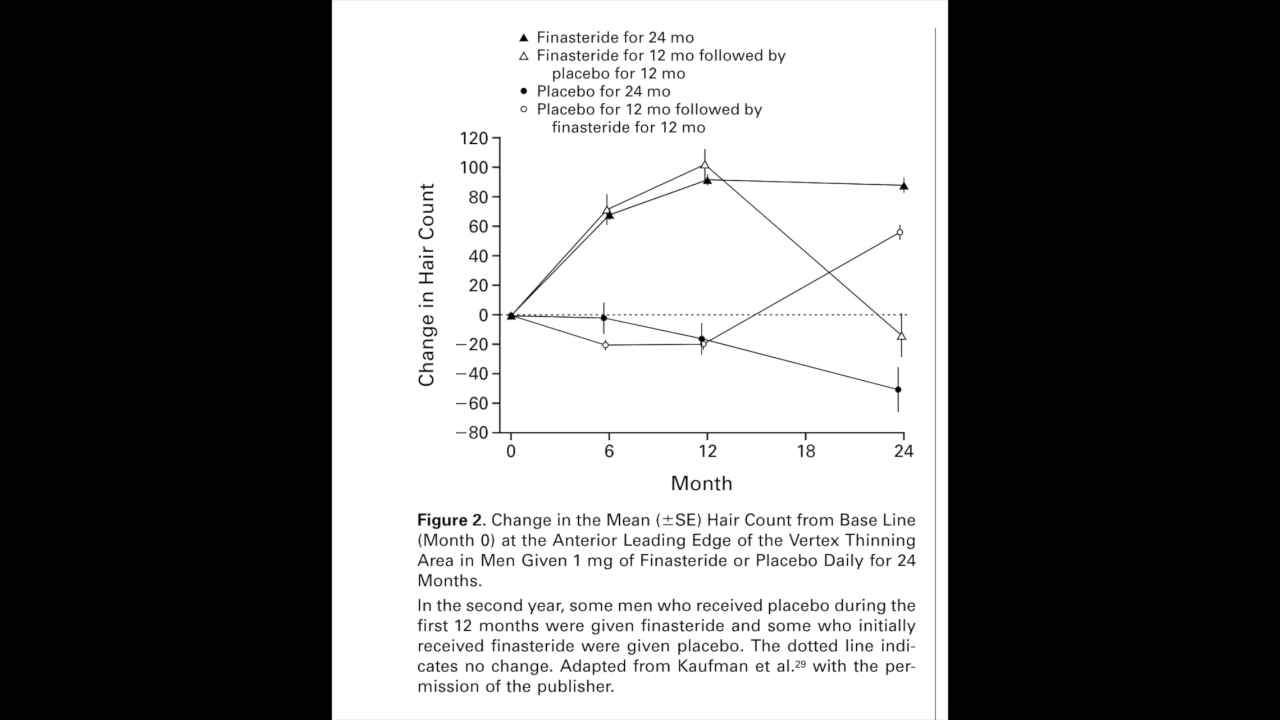 Finasteride for 24 mo
Finasteride for 12 mo followed by
placebo for 12 mo
Placebo for 24 mo
Placebo for 12 mo followed by
finasteride for 12 mo
120
100
80
60
40
20
0
−20
−40
−60
−80
Change in Hair Count
0 6 12 18 24
Month
Figure 2. Change in the Mean (±SE) Hair Count from Base Line
(Month 0) at the Anterior Leading Edge of the Vertex Thinning
Area in Men Given 1 mg of Finasteride or Placebo Daily for 24
Months.
In the second year, some men who received placebo during the
first 12 months were given finasteride and some who initially
received finasteride were given placebo. The dotted line indi-
cates no change. Adapted from Kaufman et al.²⁹ with the per-
mission of the publisher.